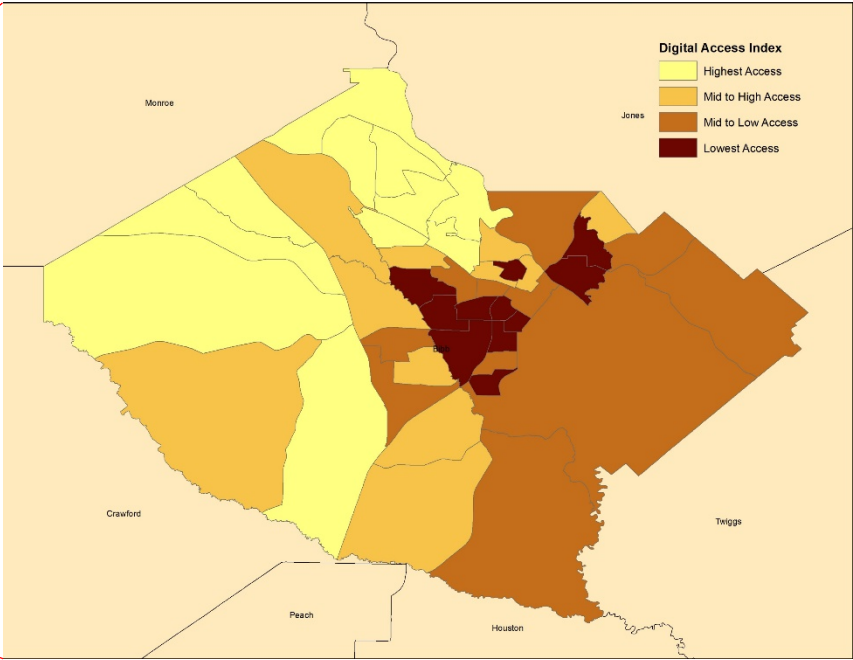 Digital Access Index
Highest Access
Mid to High Access
Mid to Low Access
Lowest Access
Monroe
Jones
Crawford
Twiggs
Peach
Houston